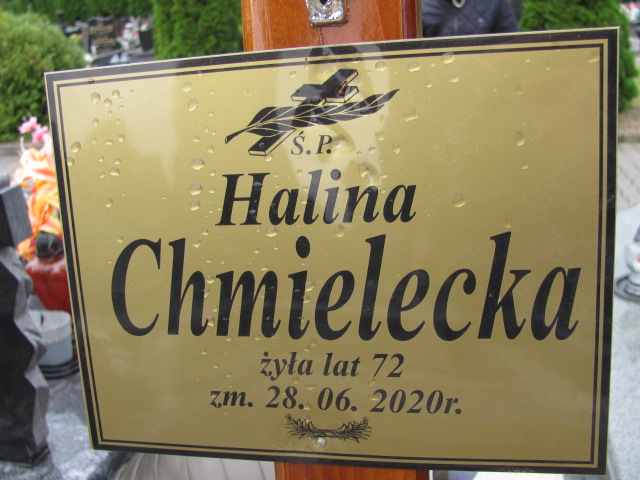 Ś.P.
Halina
Chmielecka
żyła lat 72
zm. 28. 06. 2020r.